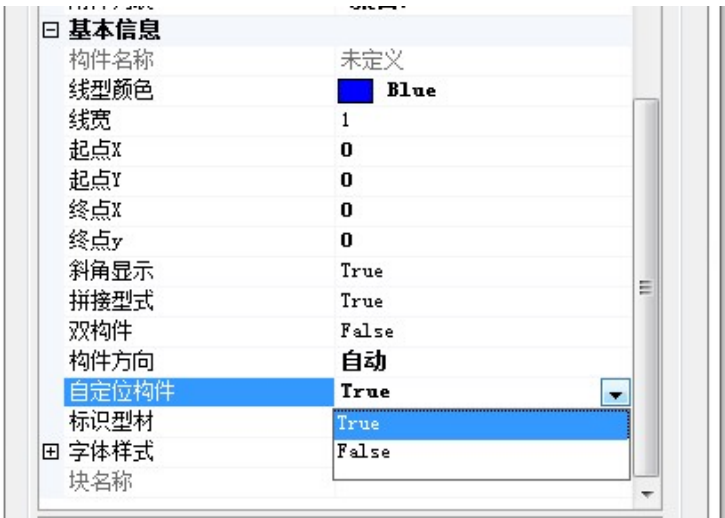 基本信息
构件名称 未定义
线型颜色 Blue
线宽 1
起点X 0
起点Y 0
终点X 0
终点y 0
斜角显示 True
拼接型式 True
双构件 False
构件方向 自动
自定位构件 True
标识型材 True
字体样式 False
块名称